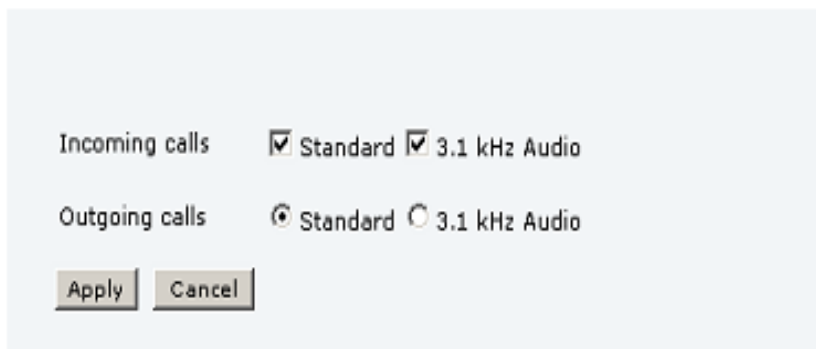 Incoming calls Standard 3.1 kHz Audio
Outgoing calls Standard 3.1 kHz Audio
Apply Cancel